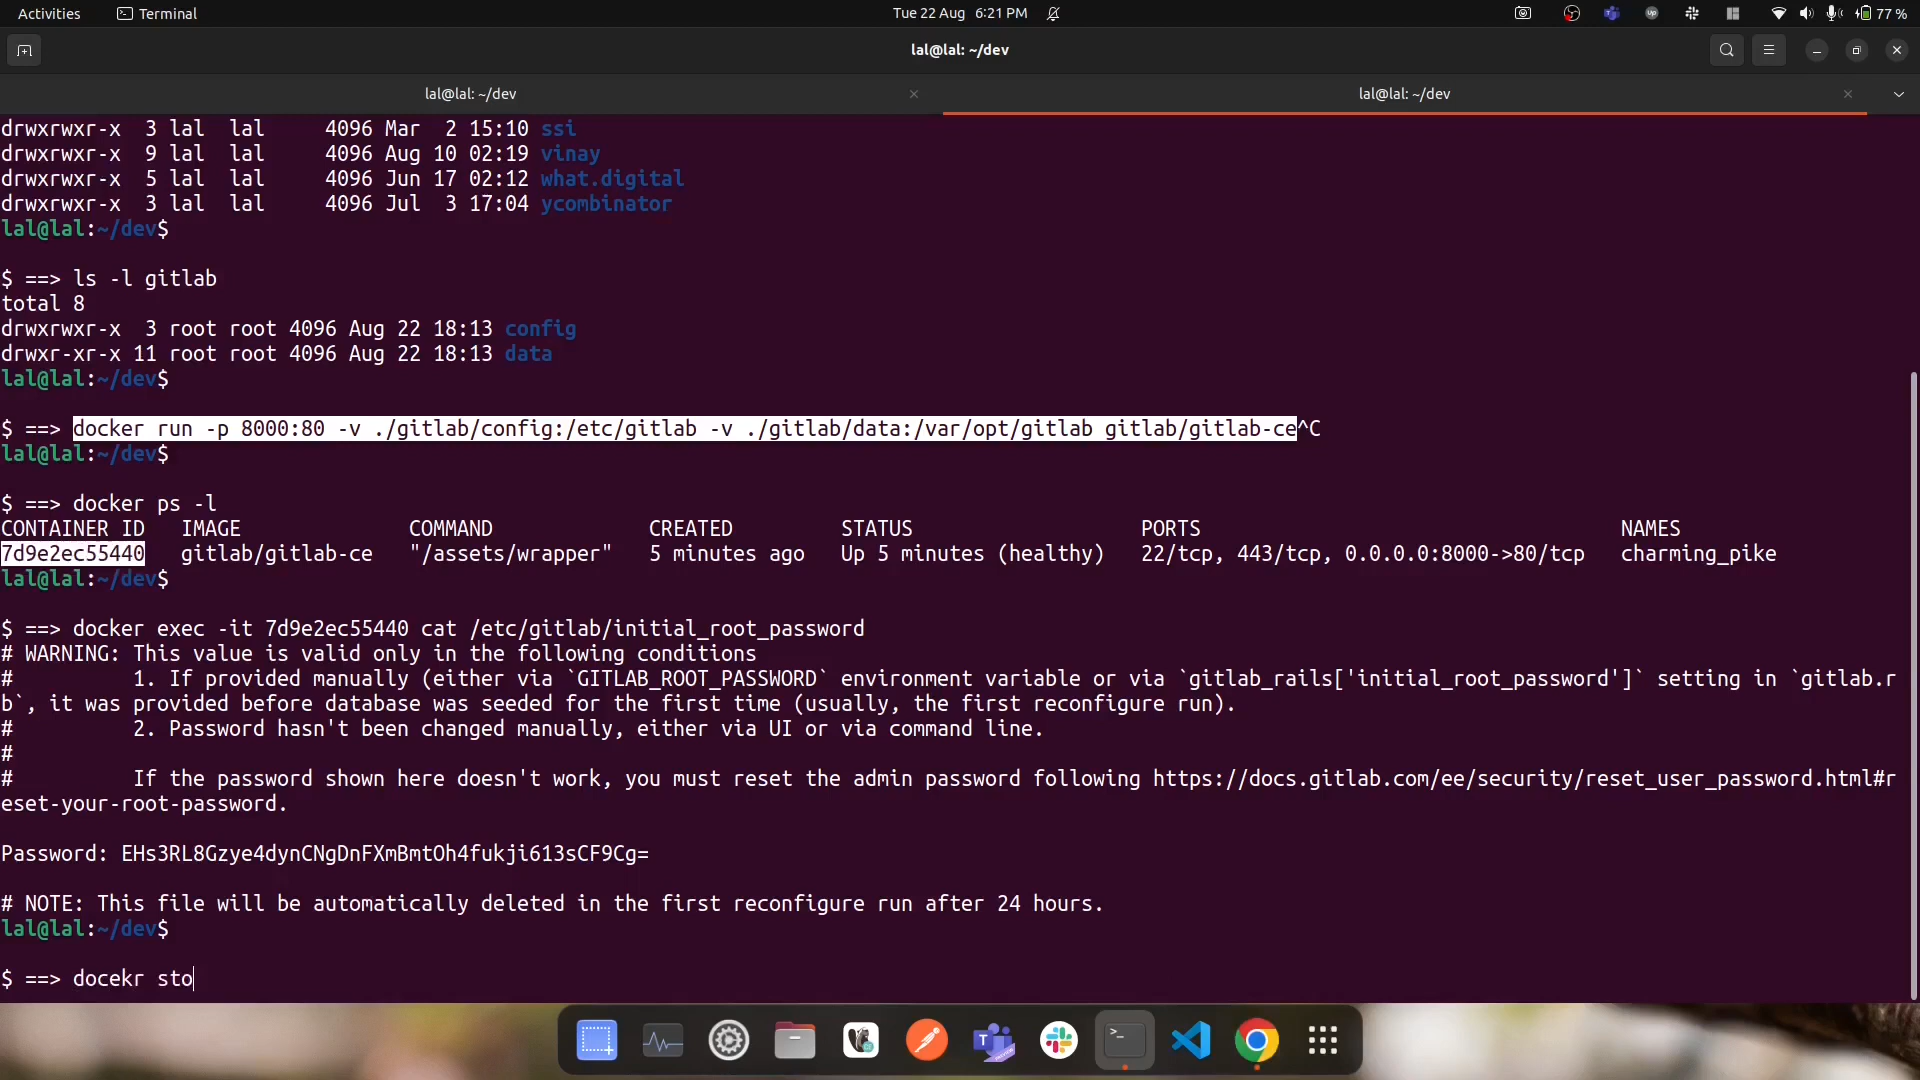 Activities Terminal Tue 22 Aug 6:21 PM 77 %
lal@lal: ~/dev
lal@lal: ~/dev lal@lal: ~/dev
drwxrwxr-x 3 lal lal 4096 Mar 2 15:10 ssi
drwxrwxr-x 9 lal lal 4096 Aug 10 02:19 vinay
drwxrwxr-x 5 lal lal 4096 Jun 17 02:12 what.digital
drwxrwxr-x 3 lal lal 4096 Jul 3 17:04 ycombinator
lal@lal:~/dev$
$ ==> ls -l gitlab
total 8
drwxrwxr-x 3 root root 4096 Aug 22 18:13 config
drwxr-xr-x 11 root root 4096 Aug 22 18:13 data
lal@lal:~/dev$
$ ==> docker run -p 8000:80 -v ./gitlab/config:/etc/gitlab -v ./gitlab/data:/var/opt/gitlab gitlab/gitlab-ce^C
lal@lal:~/dev$
$ ==> docker ps -l
CONTAINER ID IMAGE COMMAND CREATED STATUS PORTS NAMES
7d9e2ec55440 gitlab/gitlab-ce "/assets/wrapper" 5 minutes ago Up 5 minutes (healthy) 22/tcp, 443/tcp, 0.0.0.0:8000->80/tcp charming_pike
lal@lal:~/dev$
$ ==> docker exec -it 7d9e2ec55440 cat /etc/gitlab/initial_root_password
# WARNING: This value is valid only in the following conditions
# 1. If provided manually (either via `GITLAB_ROOT_PASSWORD` environment variable or via `gitlab_rails['initial_root_password']` setting in `gitlab.r
b`, it was provided before database was seeded for the first time (usually, the first reconfigure run).
# 2. Password hasn't been changed manually, either via UI or via command line.
#
# If the password shown here doesn't work, you must reset the admin password following https://docs.gitlab.com/ee/security/reset_user_password.html#r
eset-your-root-password.
Password: EHs3RL8Gzye4dynCNgDnFXmBmtOh4fukji613sCF9Cg=
# NOTE: This file will be automatically deleted in the first reconfigure run after 24 hours.
lal@lal:~/dev$
$ ==> docekr sto